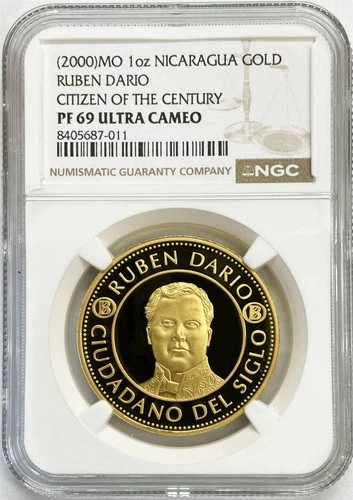 (2000)MO 1oz NICARAGUA GOLD
RUBEN DARIO
CITIZEN OF THE CENTURY
PF 69 ULTRA CAMEO
8405687-011
NUMISMATIC GUARANTY COMPANY NGC
RUBEN DARIO
B B
CIUDADANO DEL SIGLO